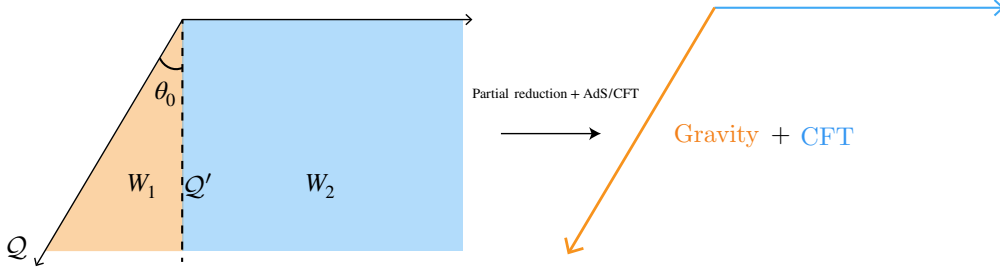 θ₀
W₁
𝒬′
W₂
𝒬
Partial reduction + AdS/CFT
Gravity + CFT